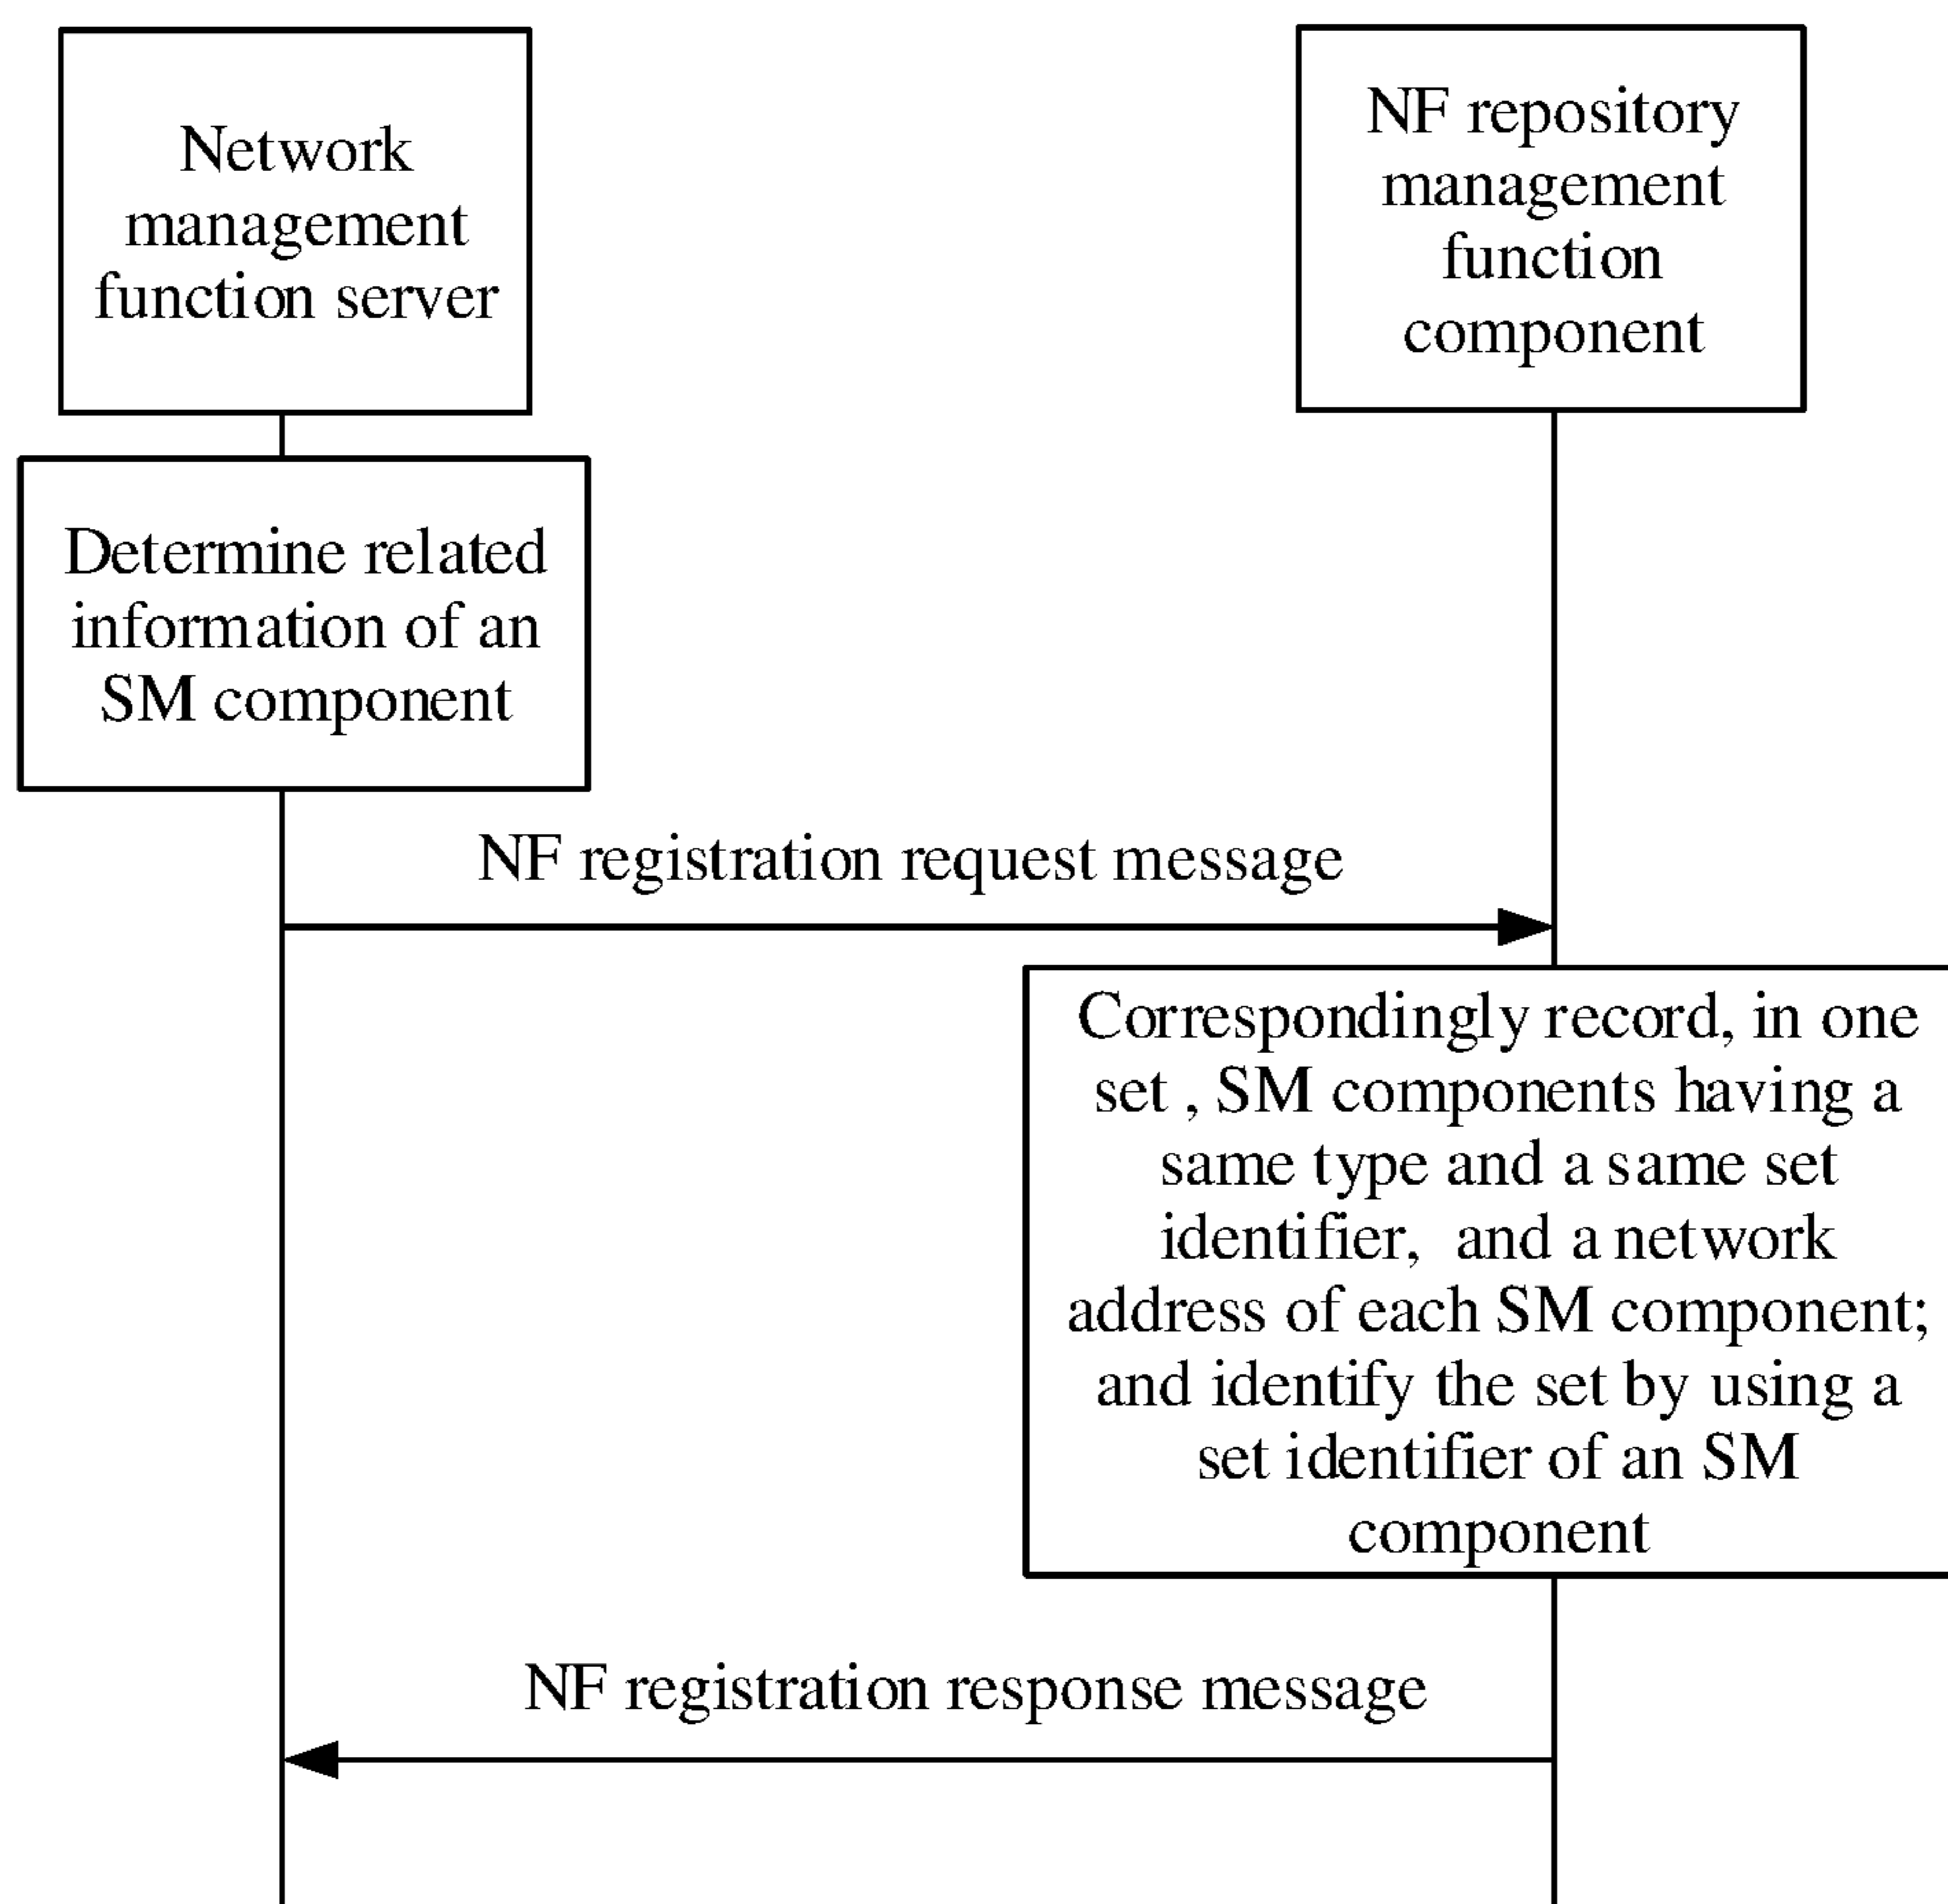 Network
management
function server
NF repository
management
function
component
Determine related
information of an
SM component
NF registration request message
Correspondingly record, in one
set , SM components having a
same type and a same set
identifier, and a network
address of each SM component;
and identify the set by using a
set identifier of an SM
component
NF registration response message